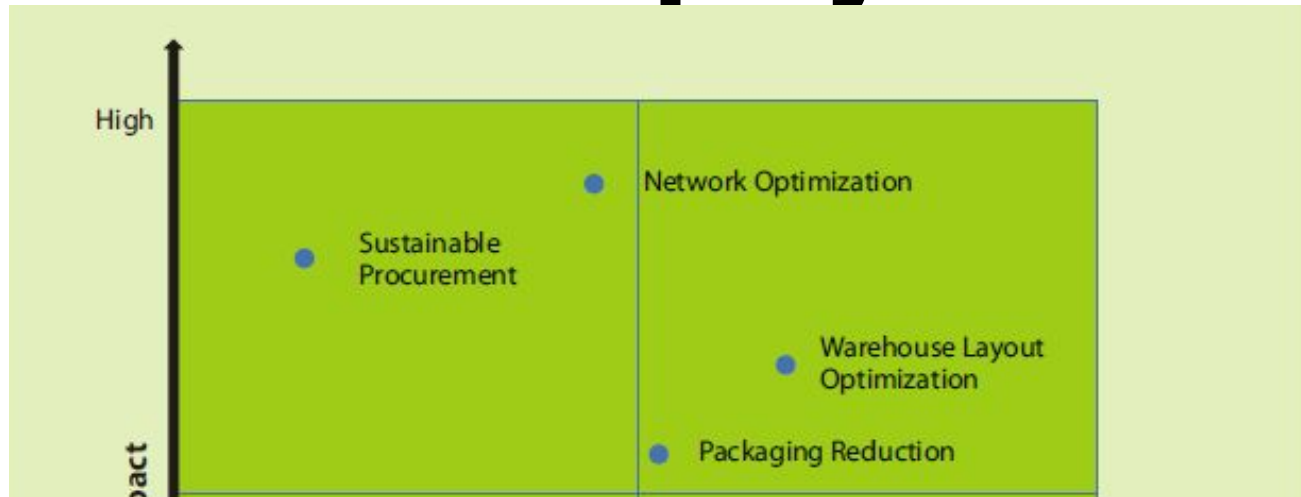 High
Network Optimization
Sustainable
Procurement
Warehouse Layout
Optimization
Packaging Reduction